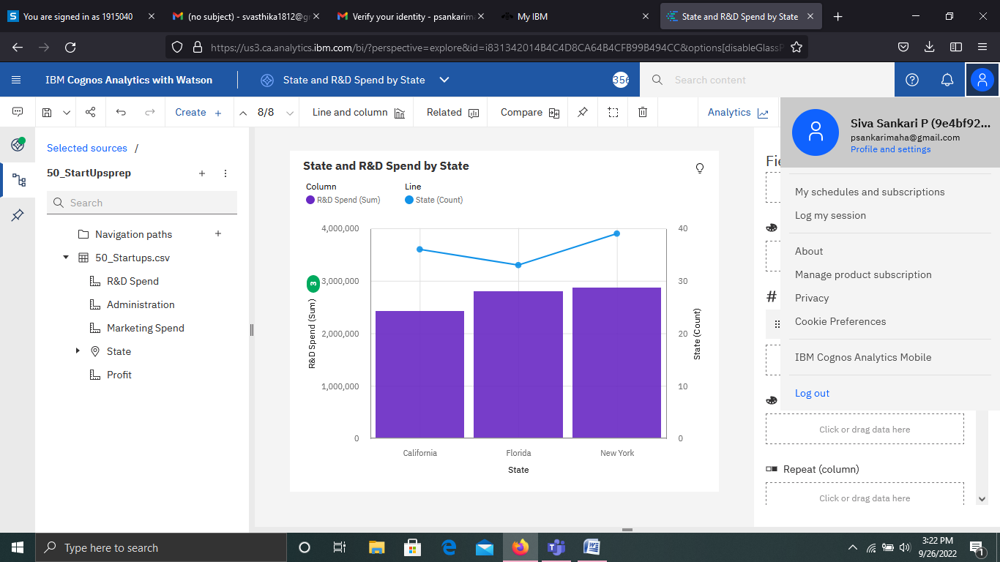 You are signed in as 1915040
(no subject) - svasthika1812@g
Verify your identity - psankarim
My IBM
State and R&D Spend by State
https://us3.ca.analytics.ibm.com/bi/?perspective=explore&id=i831342014B4C4D8CA64B4CFB99B494CC&options[disableGlassP
IBM Cognos Analytics with Watson
State and R&D Spend by State
356
Search content
Create +
8/8
Line and column
Related
Compare
Analytics
Siva Sankari P (9e4bf92...
psankarimaha@gmail.com
Profile and settings
My schedules and subscriptions
Log my session
About
Manage product subscription
Privacy
Cookie Preferences
IBM Cognos Analytics Mobile
Log out
Selected sources /
50_StartUpsprep
Search
Navigation paths
50_Startups.csv
R&D Spend
Administration
Marketing Spend
State
Profit
State and R&D Spend by State
Column
Line
R&D Spend (Sum)
State (Count)
4,000,000
3,000,000
2,000,000
1,000,000
0
3
R&D Spend (Sum)
40
30
20
10
0
State (Count)
California
Florida
New York
State
Fie
#
Click or drag data here
Repeat (column)
Click or drag data here
Type here to search
3:22 PM
9/26/2022
1